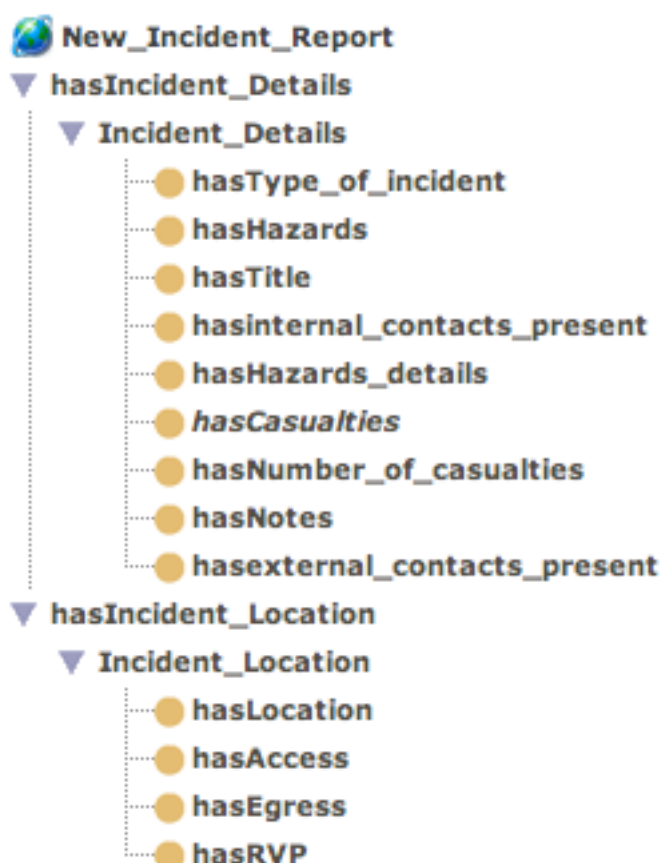 New_Incident_Report
hasIncident_Details
Incident_Details
hasType_of_incident
hasHazards
hasTitle
hasinternal_contacts_present
hasHazards_details
hasCasualties
hasNumber_of_casualties
hasNotes
hasexternal_contacts_present
hasIncident_Location
Incident_Location
hasLocation
hasAccess
hasEgress
hasRVP